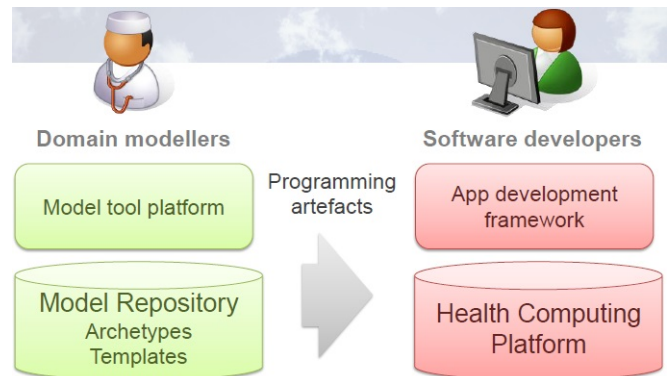 Domain modellers
Software developers
Model tool platform
Programming
artefacts
App development
framework
Model Repository
Archetypes
Templates
Health Computing
Platform